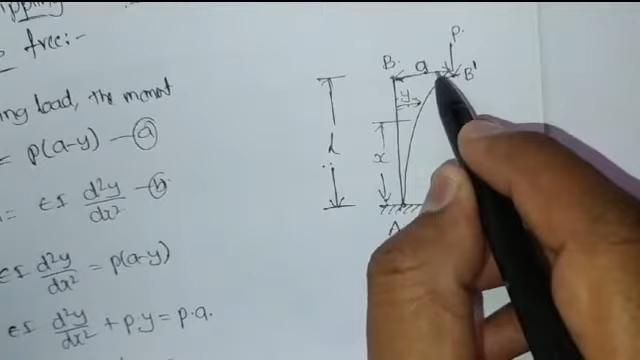 free:-
ing load, the moment
= P(a-y) — (a)
= EI d²y/dx² — (b)
EI d²y/dx² = P(a-y)
EI d²y/dx² + P.y = P.a.
P.
B.
a
B'
y
l
x
A